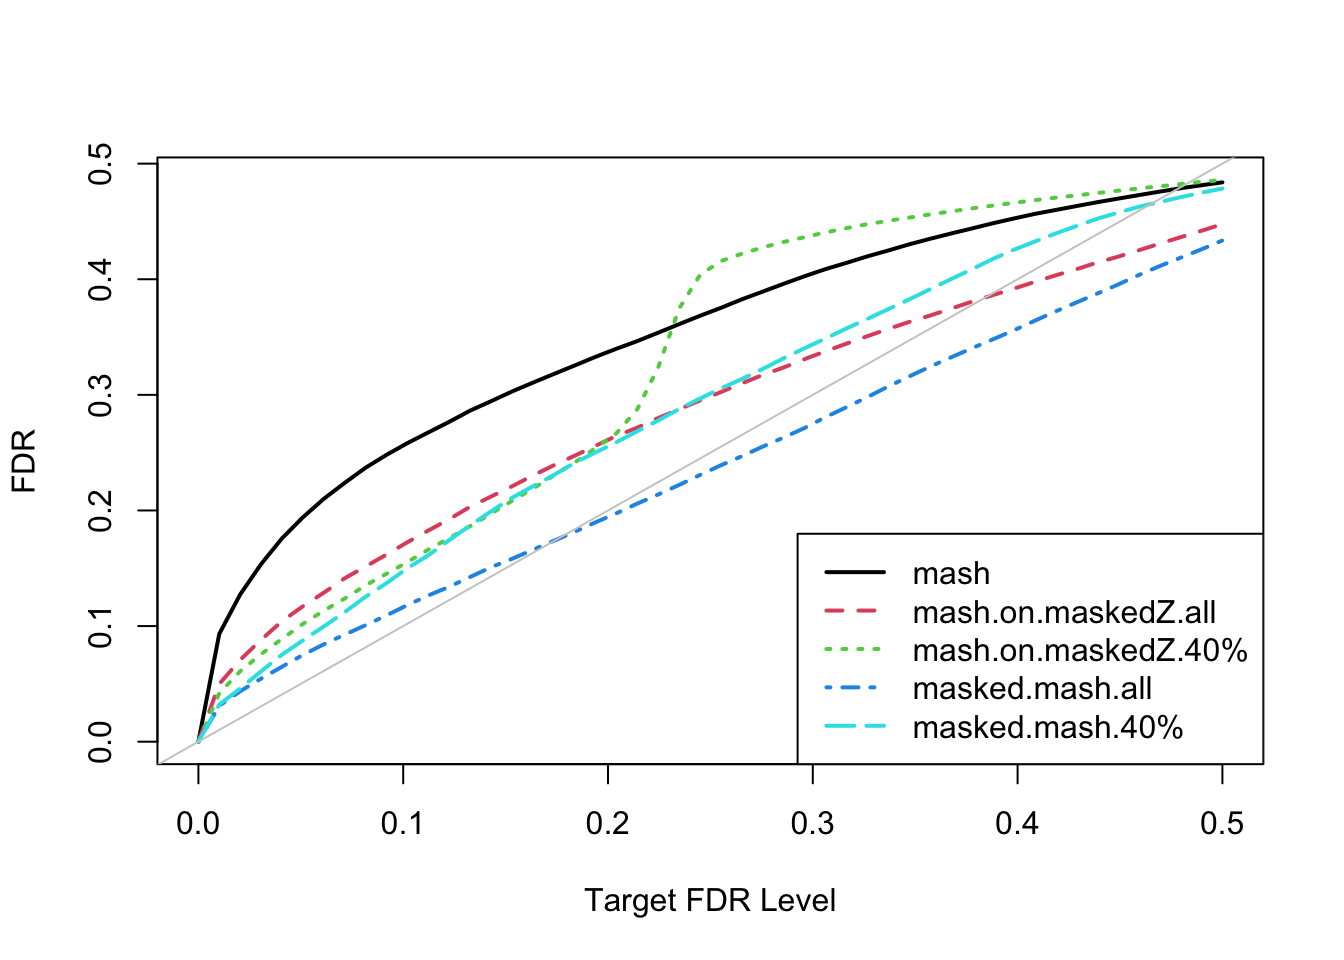 FDR
0.5
0.4
0.3
0.2
0.1
0.0
mash
mash.on.maskedZ.all
mash.on.maskedZ.40%
masked.mash.all
masked.mash.40%
0.0 0.1 0.2 0.3 0.4 0.5
Target FDR Level